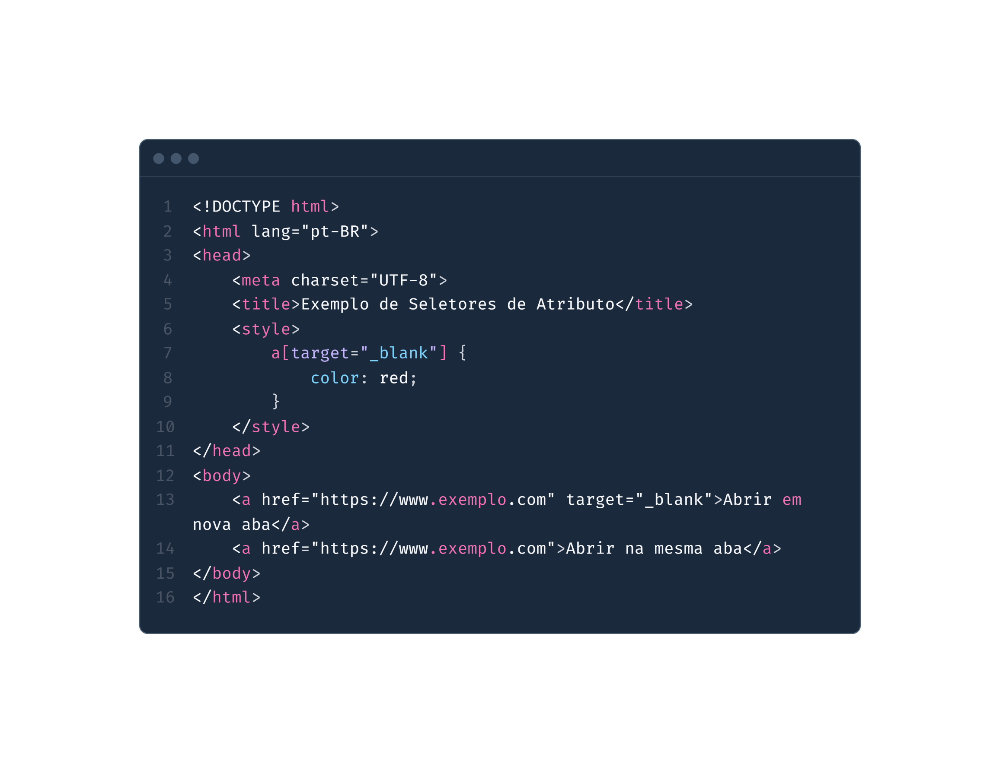 1 <!DOCTYPE html>
2 <html lang="pt-BR">
3 <head>
4     <meta charset="UTF-8">
5     <title>Exemplo de Seletores de Atributo</title>
6     <style>
7         a[target="_blank"] {
8             color: red;
9         }
10     </style>
11 </head>
12 <body>
13     <a href="https://www.exemplo.com" target="_blank">Abrir em
nova aba</a>
14     <a href="https://www.exemplo.com">Abrir na mesma aba</a>
15 </body>
16 </html>